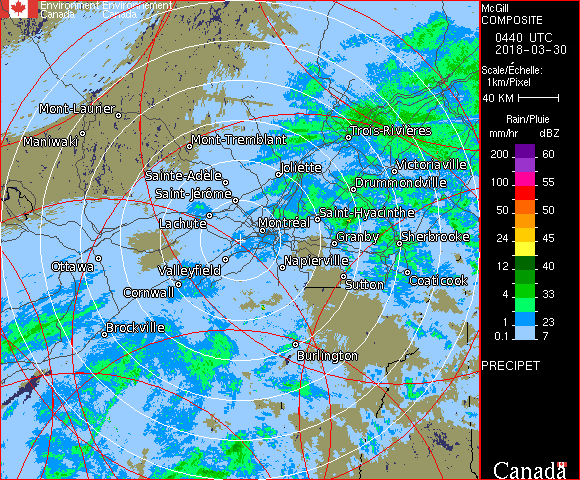 Environment Environnement
Canada Canada
McGill
COMPOSITE
0440 UTC
2018-03-30
Scale/Échelle:
1km/Pixel
40 KM
Rain/Pluie
mm/hr dBZ
200 60
100 55
50 50
24 45
12 40
4 33
1 23
0.1 7
PRECIPET
Canada
Mont-Laurier
Maniwaki
Mont-Tremblant
Trois-Rivières
Sainte-Adèle
Joliette
Victoriaville
Saint-Jérôme
Drummondville
Lachute
Montréal
Saint-Hyacinthe
Granby
Sherbrooke
Ottawa
Valleyfield
Napierville
Cornwall
Sutton
Coaticook
Brockville
Burlington